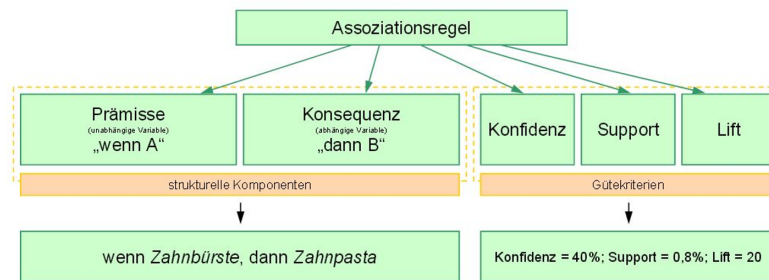 Assoziationsregel
Prämisse
(unabhängige Variable)
„wenn A“
Konsequenz
(abhängige Variable)
„dann B“
Konfidenz
Support
Lift
strukturelle Komponenten
Gütekriterien
wenn Zahnbürste, dann Zahnpasta
Konfidenz = 40%; Support = 0,8%; Lift = 20